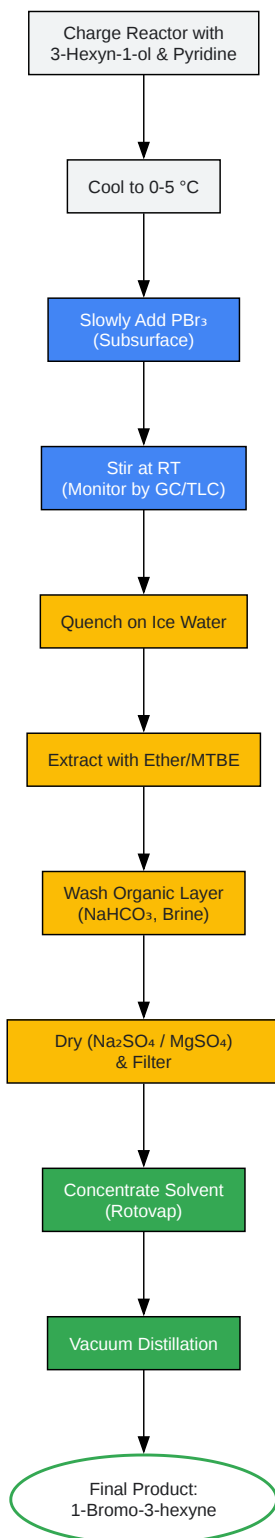 Charge Reactor with
3-Hexyn-1-ol & Pyridine
Cool to 0-5 °C
Slowly Add PBr₃
(Subsurface)
Stir at RT
(Monitor by GC/TLC)
Quench on Ice Water
Extract with Ether/MTBE
Wash Organic Layer
(NaHCO₃, Brine)
Dry (Na₂SO₄ / MgSO₄)
& Filter
Concentrate Solvent
(Rotovap)
Vacuum Distillation
Final Product:
1-Bromo-3-hexyne